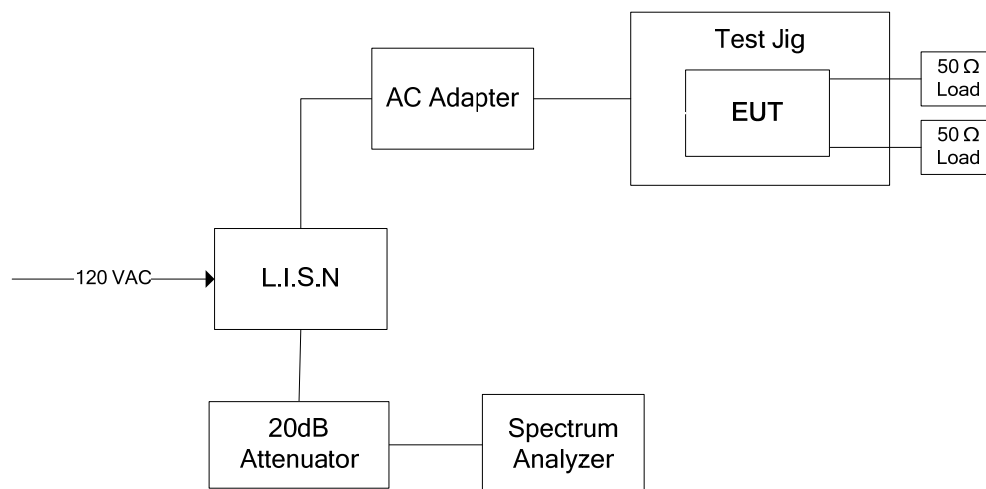 Test Jig
AC Adapter
EUT
50 Ω
Load
50 Ω
Load
120 VAC
L.I.S.N
20dB
Attenuator
Spectrum
Analyzer